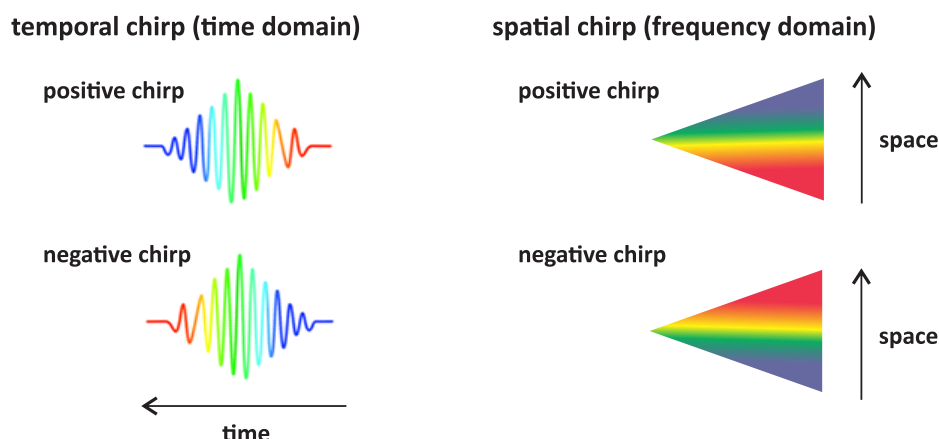 temporal chirp (time domain)
positive chirp
negative chirp
time
spatial chirp (frequency domain)
positive chirp
space
negative chirp
space